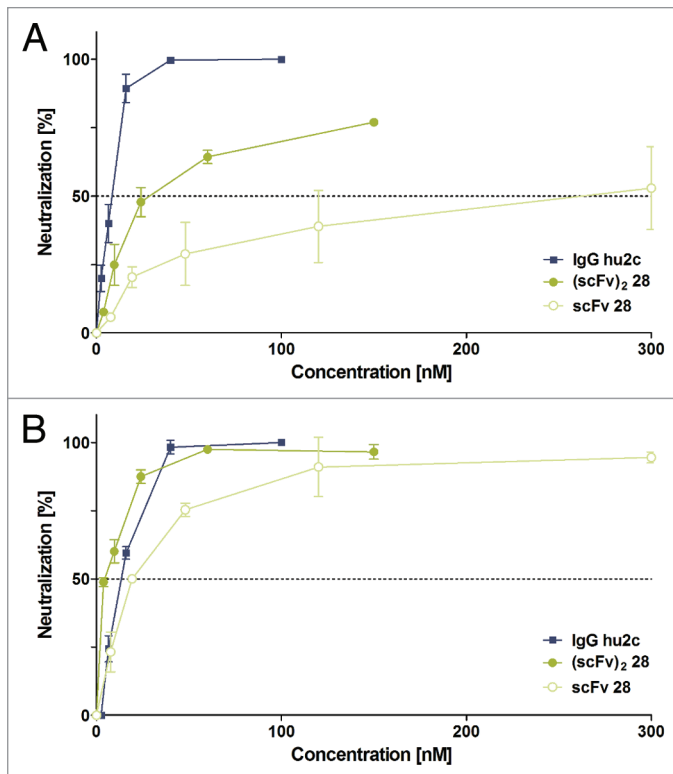 A
100
50
0
Neutralization [%]
IgG hu2c
(scFv)₂ 28
scFv 28
0
100
200
300
Concentration [nM]
B
100
50
0
Neutralization [%]
IgG hu2c
(scFv)₂ 28
scFv 28
0
100
200
300
Concentration [nM]